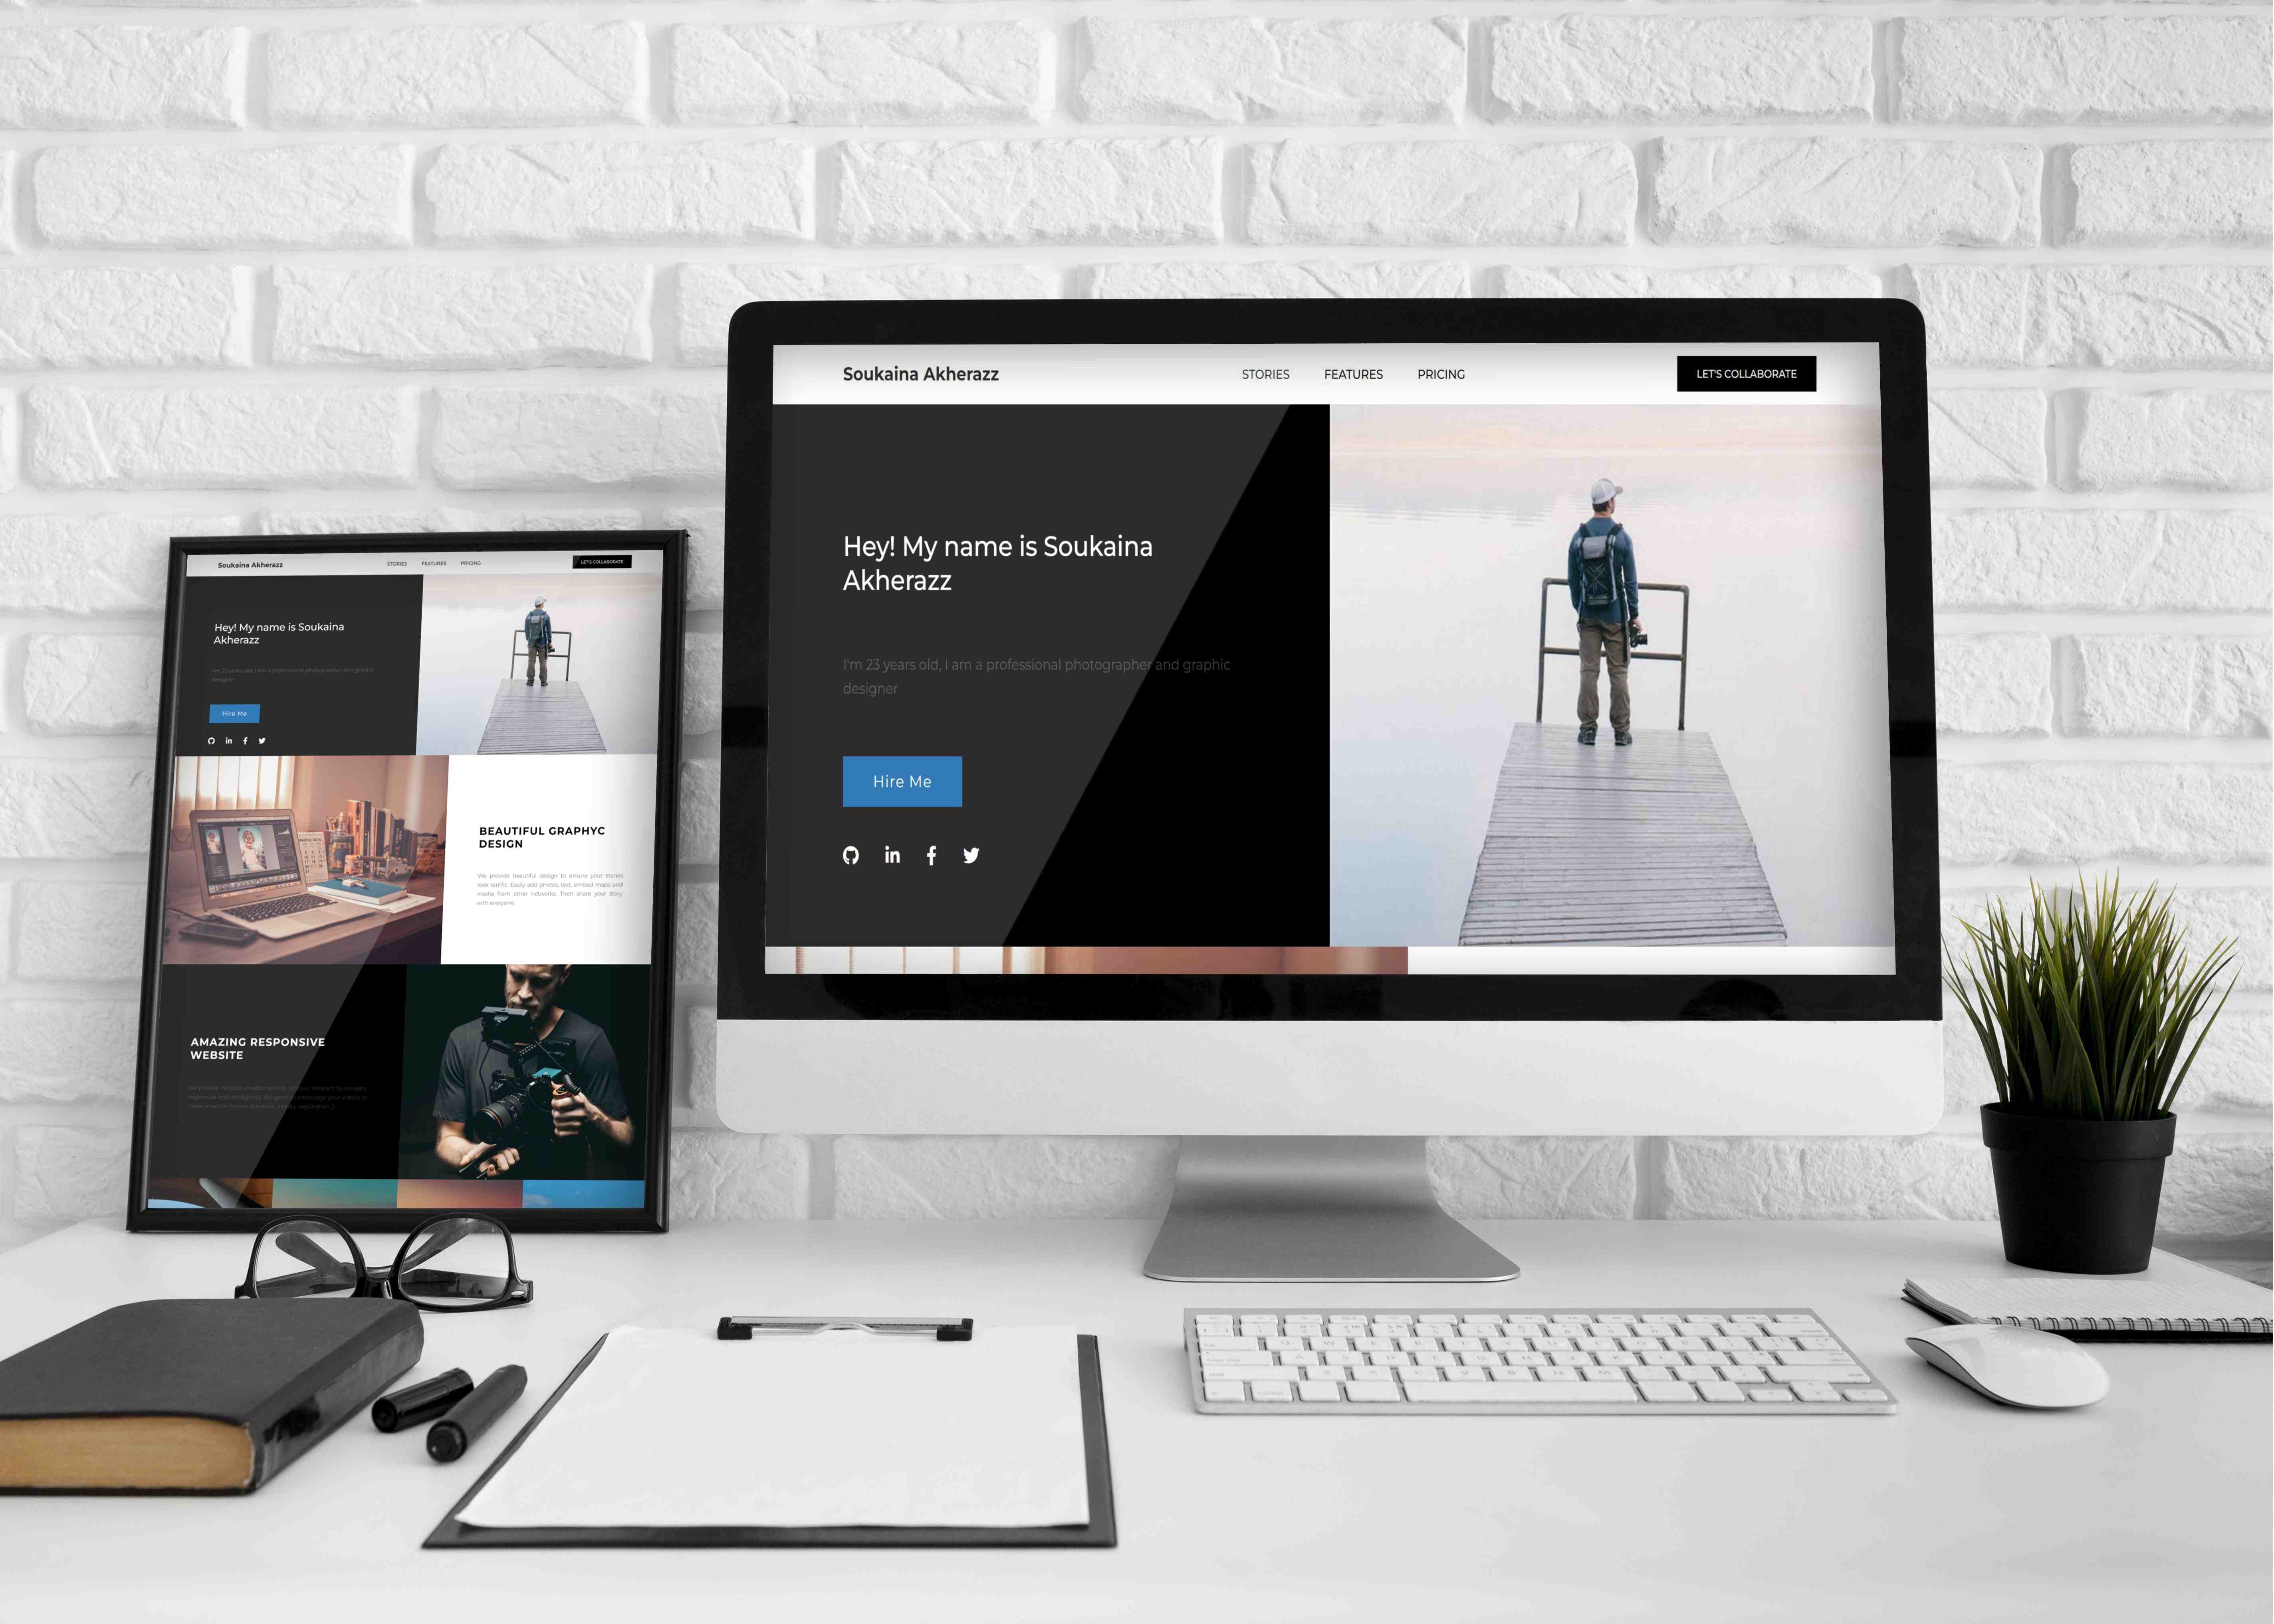 Soukaina Akherazz
STORIES FEATURES PRICING
LET'S COLLABORATE
Hey! My name is Soukaina
Akherazz
I'm 23 years old, I am a professional photographer and graphic
designer
Hire Me
Soukaina Akherazz
STORIES FEATURES PRICING
LET'S COLLABORATE
Hey! My name is Soukaina
Akherazz
I'm 23 years old, I am a professional photographer and graphic
designer
Hire Me
BEAUTIFUL GRAPHYC
DESIGN
We provide beautiful design to ensure your stories
look terrific. Easily add photos, text, embed maps and
media from other networks. Then share your story
with everyone.
AMAZING RESPONSIVE
WEBSITE